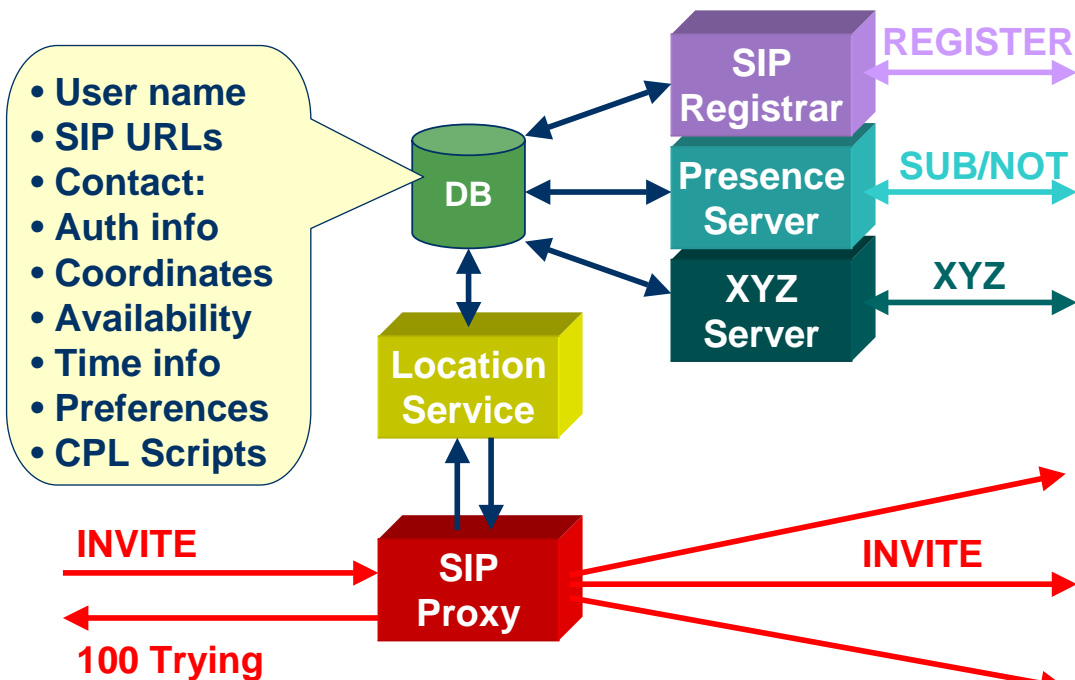 • User name
• SIP URLs
• Contact:
• Auth info
• Coordinates
• Availability
• Time info
• Preferences
• CPL Scripts
DB
SIP
Registrar
REGISTER
Presence
Server
SUB/NOT
XYZ
Server
XYZ
Location
Service
INVITE
SIP
Proxy
INVITE
100 Trying